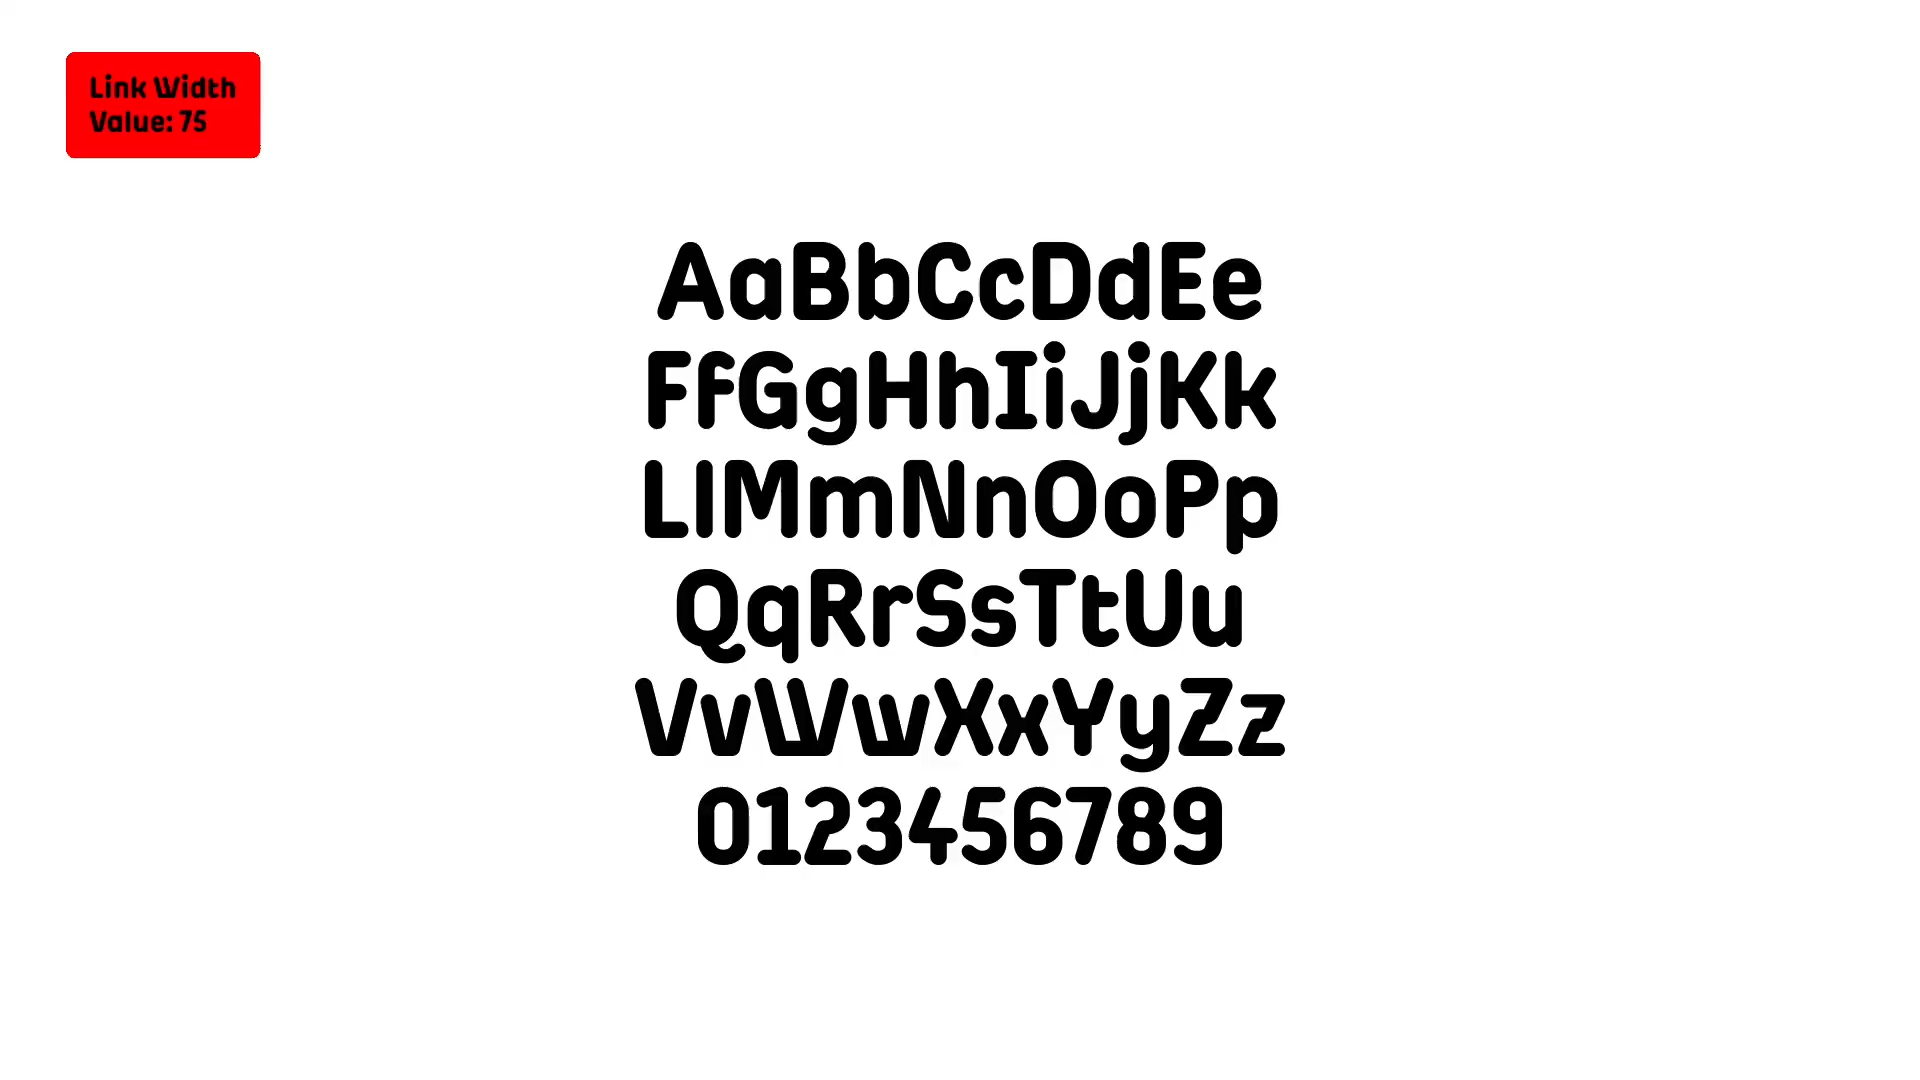 Link Width
Value: 75
AaBbCcDdEe
FfGgHhIiJjKk
LlMmNnOoPp
QqRrSsTtUu
VvWwXxYyZz
0123456789